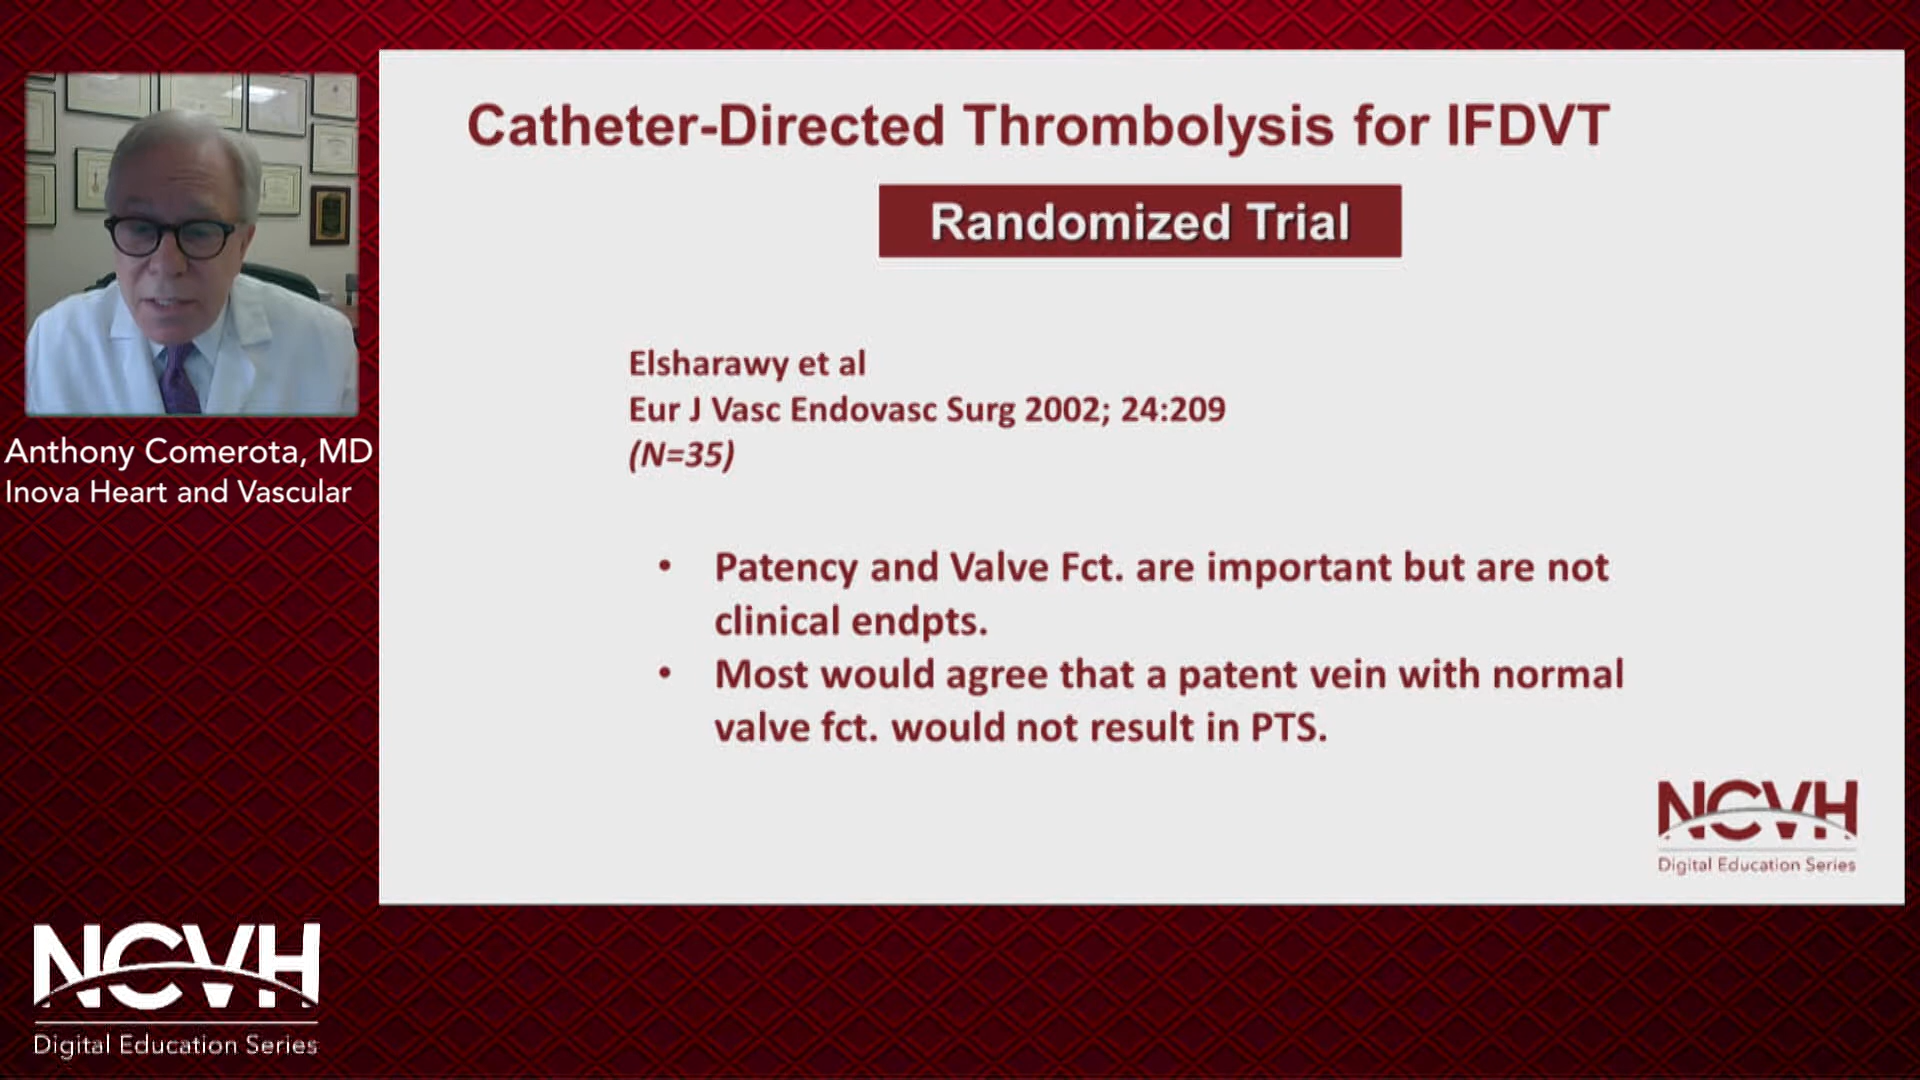 Catheter-Directed Thrombolysis for IFDVT
Randomized Trial
Elsharawy et al
Eur J Vasc Endovasc Surg 2002; 24:209
(N=35)
• Patency and Valve Fct. are important but are not
clinical endpts.
• Most would agree that a patent vein with normal
valve fct. would not result in PTS.
NCVH
Digital Education Series
Anthony Comerota, MD
Inova Heart and Vascular
NCVH
Digital Education Series